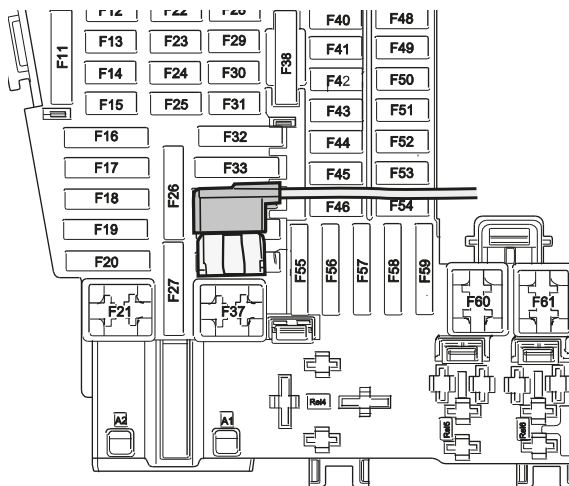 F12 F22 F28 F40 F48
F11 F13 F23 F29 F38 F41 F49
F14 F24 F30 F42 F50
F15 F25 F31 F43 F51
F16 F32 F44 F52
F17 F33 F45 F53
F18 F26 F46 F54
F19
F20 F27 F55 F56 F57 F58 F59
F21 F37 F60 F61
Rel4
A2 A1 Rel5 Rel6